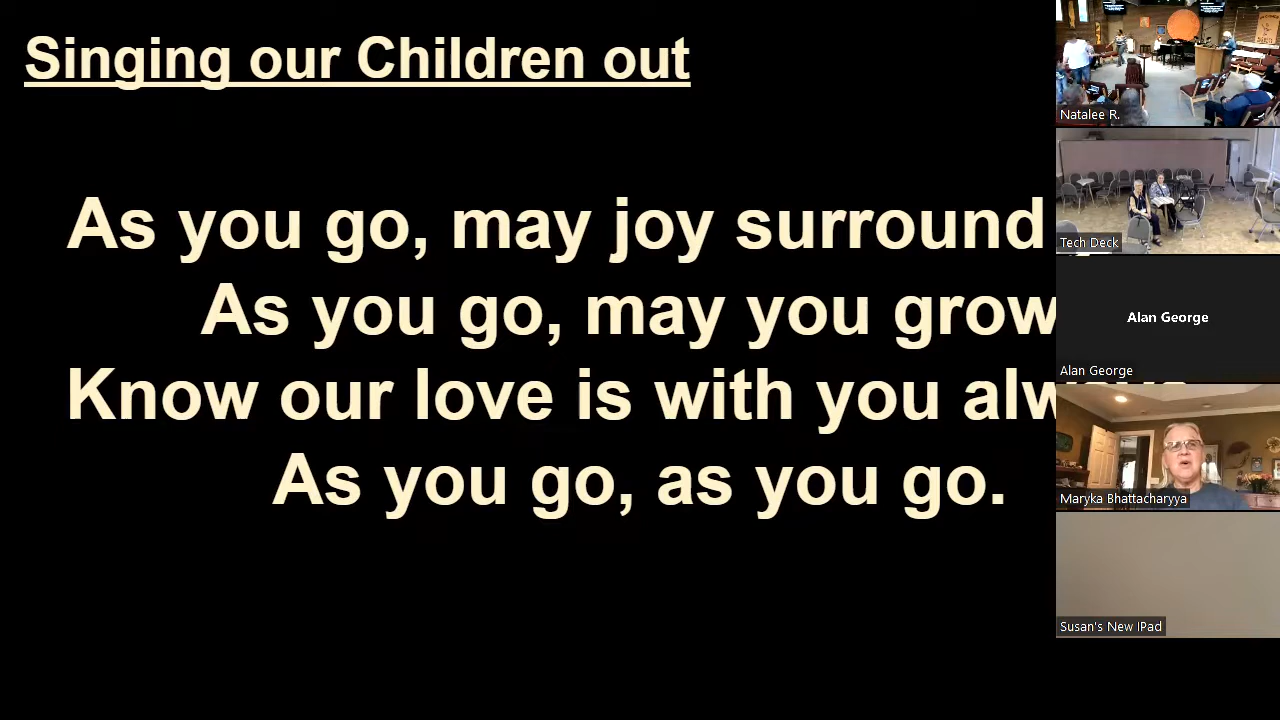 Singing our Children out
As you go, may joy surround
As you go, may you grow
Know our love is with you always
As you go, as you go.
Natalee R.
Tech Deck
Alan George
Alan George
Maryka Bhattacharyya
Susan's New IPad